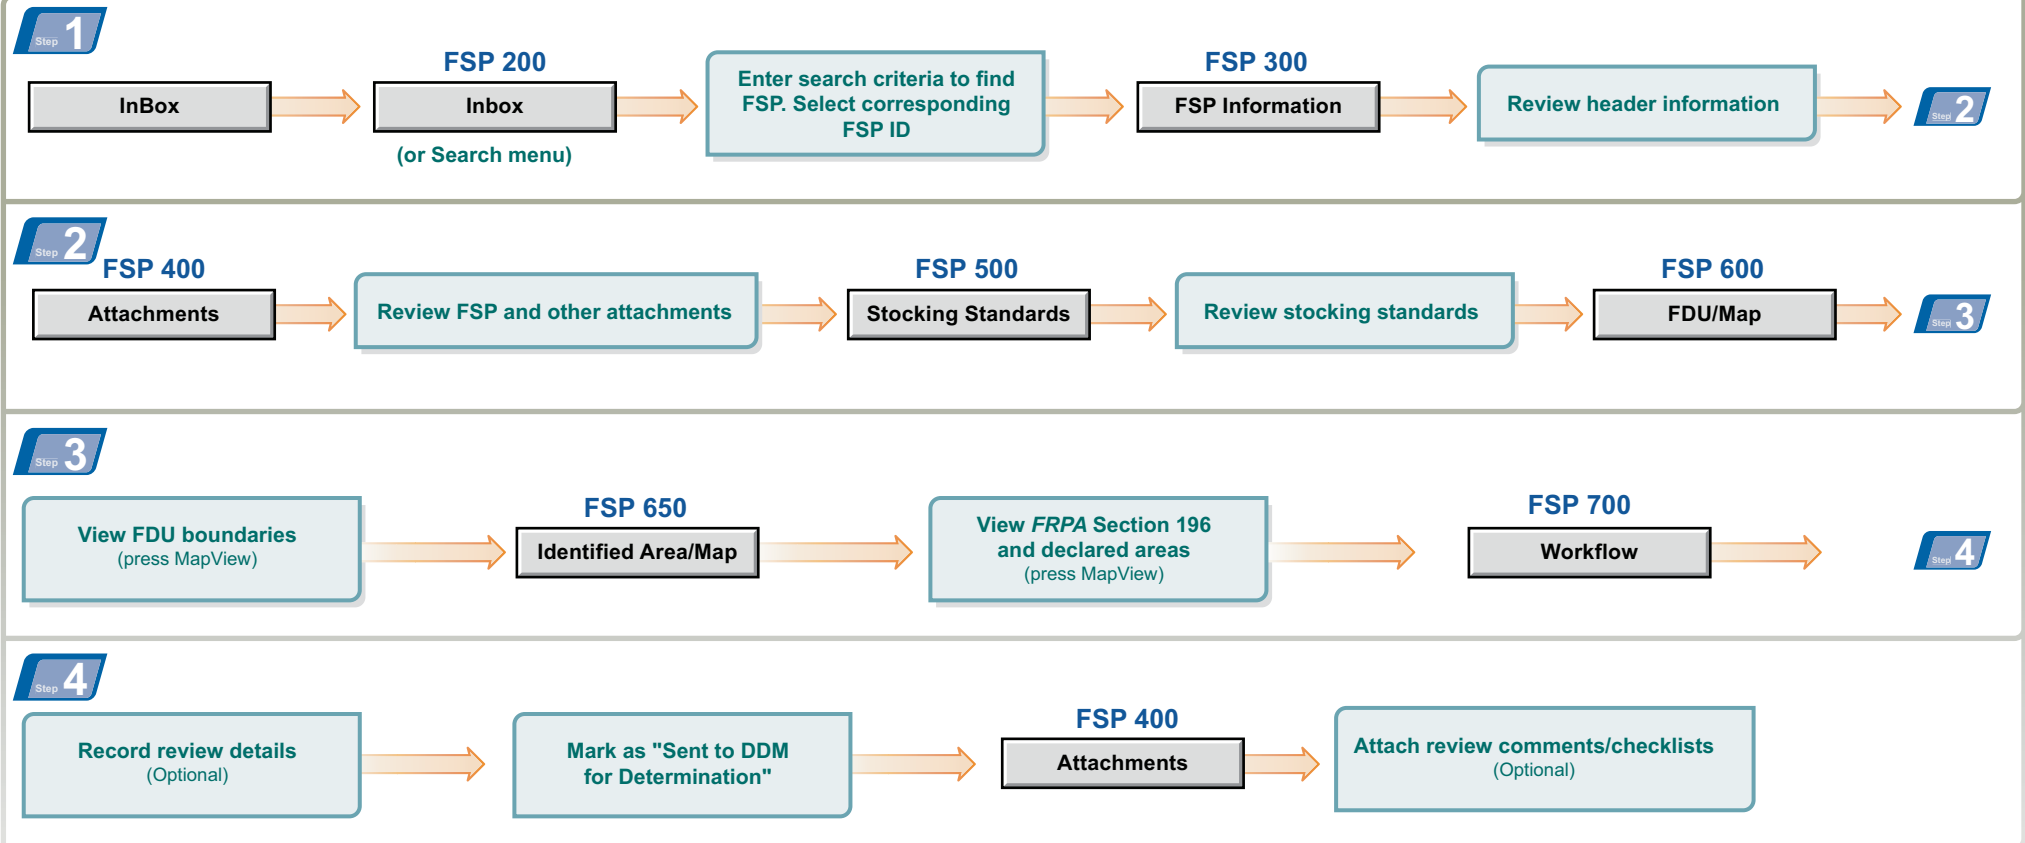 Step 1
FSP 200
FSP 300
InBox
Inbox
(or Search menu)
Enter search criteria to find
FSP. Select corresponding
FSP ID
FSP Information
Review header information
Step 2
Step 2
FSP 400
FSP 500
FSP 600
Attachments
Review FSP and other attachments
Stocking Standards
Review stocking standards
FDU/Map
Step 3
Step 3
View FDU boundaries
(press MapView)
FSP 650
Identified Area/Map
View FRPA Section 196
and declared areas
(press MapView)
FSP 700
Workflow
Step 4
Step 4
Record review details
(Optional)
Mark as "Sent to DDM
for Determination"
FSP 400
Attachments
Attach review comments/checklists
(Optional)